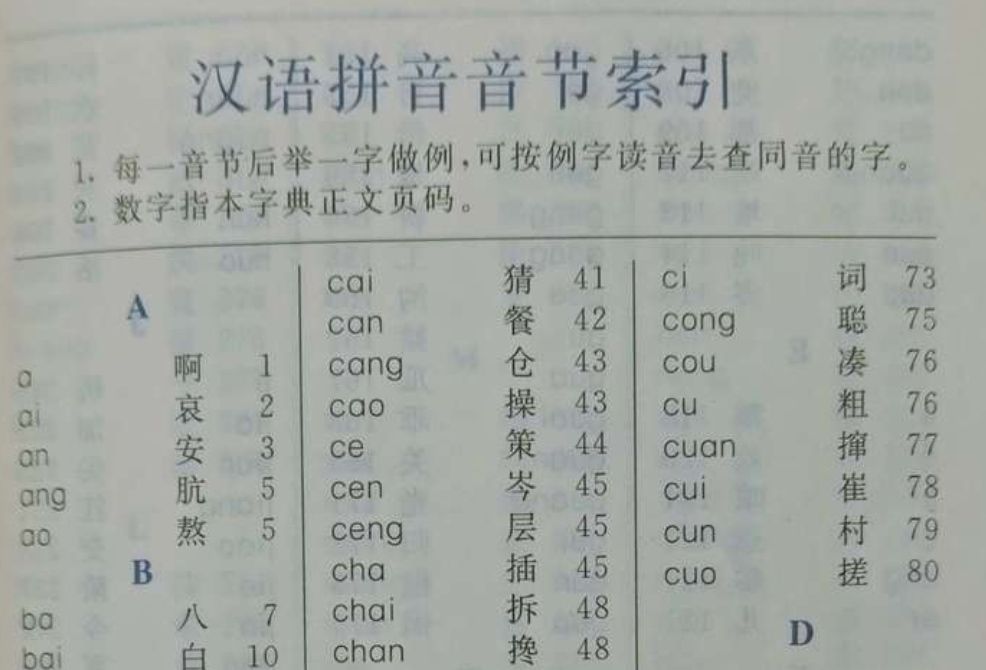 汉语拼音音节索引
1. 每一音节后举一字做例,可按例字读音去查同音的字。
2. 数字指本字典正文页码。
A
a 啊 1
ai 哀 2
an 安 3
ang 肮 5
ao 熬 5
B
ba 八 7
bai 白 10
cai 猜 41
can 餐 42
cang 仓 43
cao 操 43
ce 策 44
cen 岑 45
ceng 层 45
cha 插 45
chai 拆 48
chan 搀 48
ci 词 73
cong 聪 75
cou 凑 76
cu 粗 76
cuan 蹿 77
cui 崔 78
cun 村 79
cuo 搓 80
D